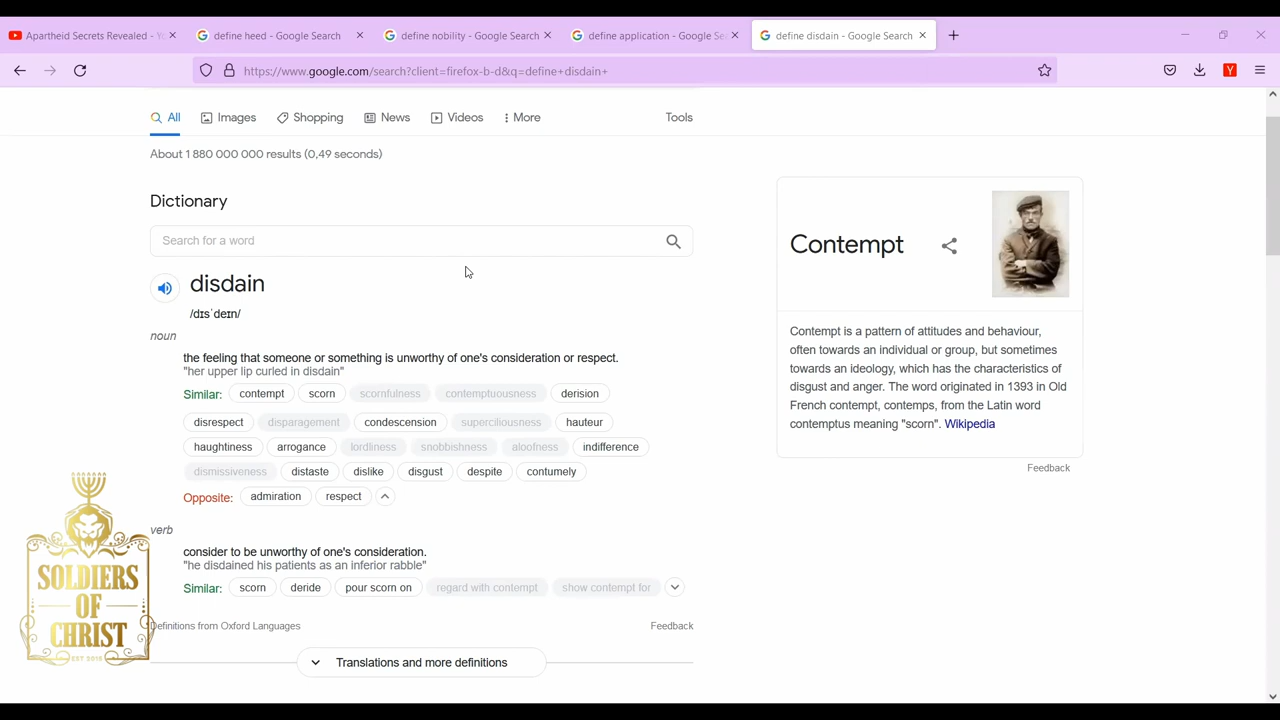 Apartheid Secrets Revealed - Yo
define heed - Google Search
define nobility - Google Search
define application - Google Sea
define disdain - Google Search
https://www.google.com/search?client=firefox-b-d&q=define+disdain+
Y
All
Images
Shopping
News
Videos
More
Tools
About 1 880 000 000 results (0,49 seconds)
Dictionary
Search for a word
disdain
/dɪsˈdeɪn/
noun
the feeling that someone or something is unworthy of one's consideration or respect.
"her upper lip curled in disdain"
Similar: contempt scorn scornfulness contemptuousness derision
disrespect disparagement condescension superciliousness hauteur
haughtiness arrogance lordliness snobbishness aloofness indifference
dismissiveness distaste dislike disgust despite contumely
Opposite: admiration respect
verb
consider to be unworthy of one's consideration.
"he disdained his patients as an inferior rabble"
Similar: scorn deride pour scorn on regard with contempt show contempt for
Definitions from Oxford Languages
Feedback
Translations and more definitions
Contempt
Contempt is a pattern of attitudes and behaviour,
often towards an individual or group, but sometimes
towards an ideology, which has the characteristics of
disgust and anger. The word originated in 1393 in Old
French contempt, contemps, from the Latin word
contemptus meaning "scorn". Wikipedia
Feedback
SOLDIERS
OF
CHRIST